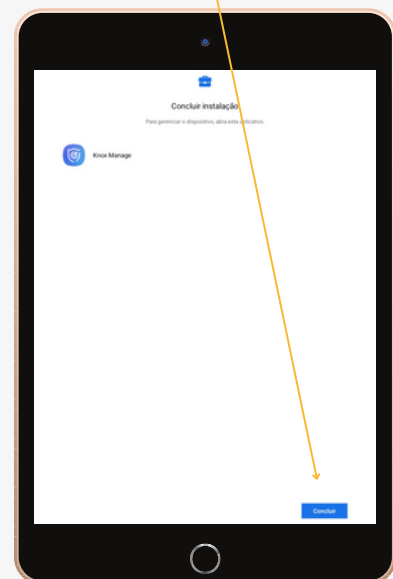 Concluir instalação
Para gerenciar o dispositivo, abra este aplicativo.
Knox Manage
Concluir